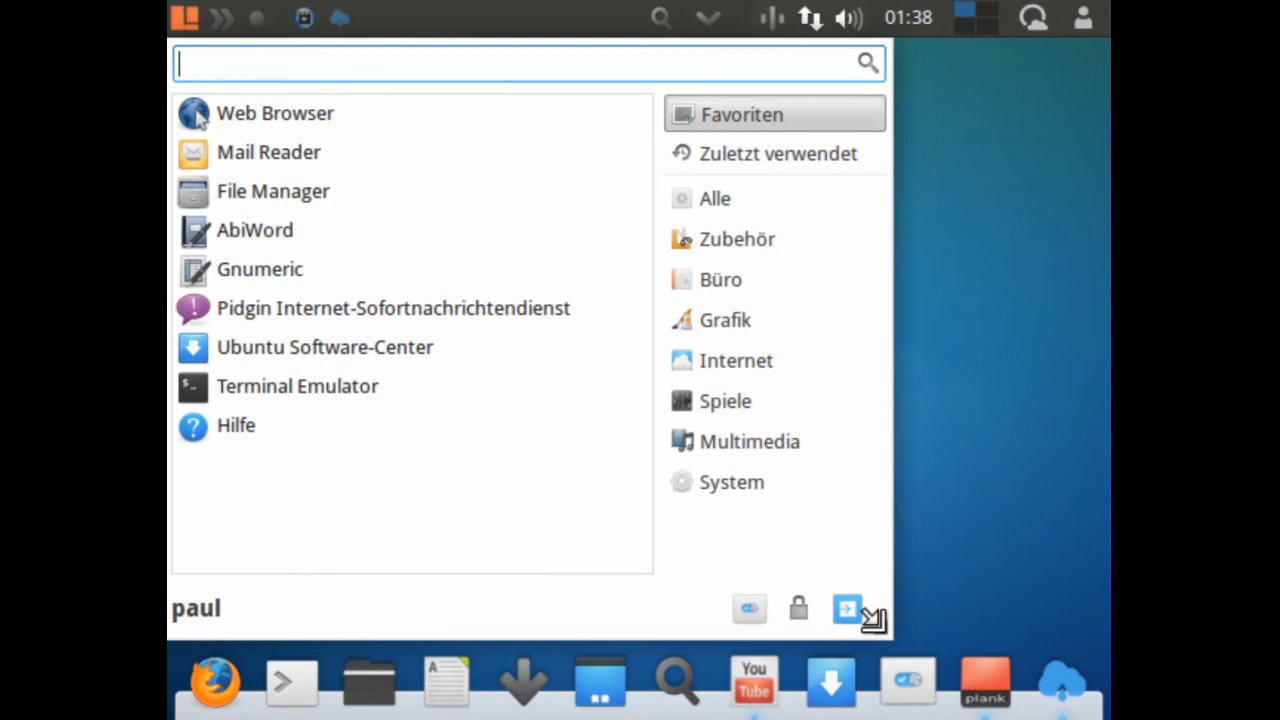 01:38
Web Browser
Mail Reader
File Manager
AbiWord
Gnumeric
Pidgin Internet-Sofortnachrichtendienst
Ubuntu Software-Center
Terminal Emulator
Hilfe
Favoriten
Zuletzt verwendet
Alle
Zubehör
Büro
Grafik
Internet
Spiele
Multimedia
System
paul
A
You
Tube
plank